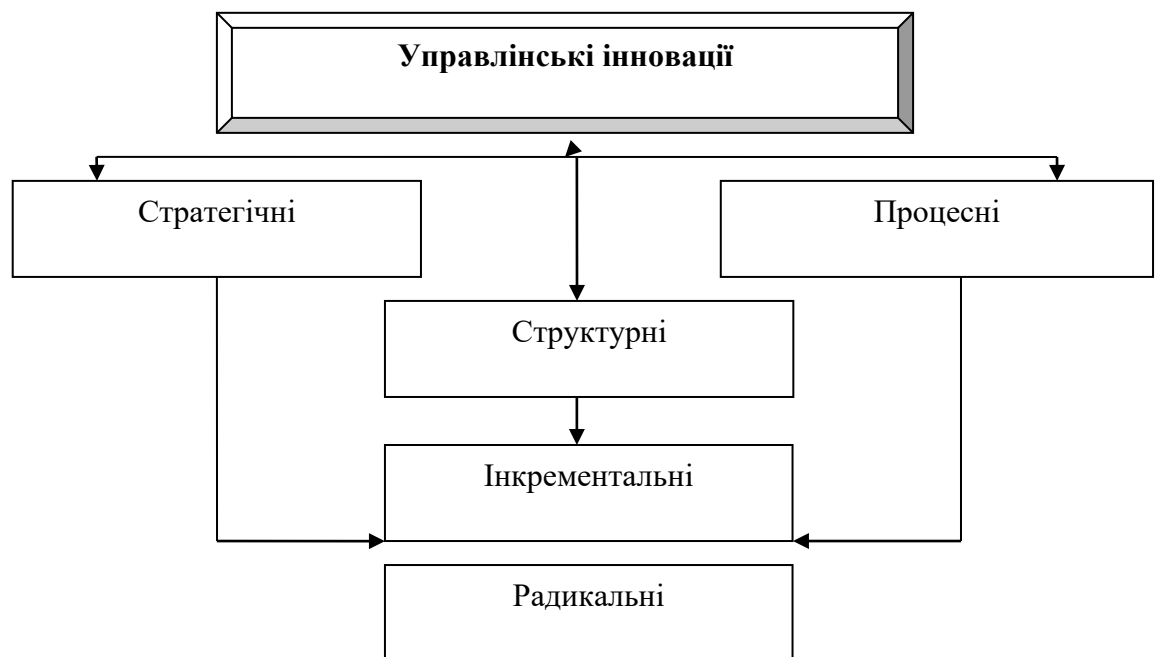 Управлінські інновації
Стратегічні
Процесні
Структурні
Інкрементальні
Радикальні